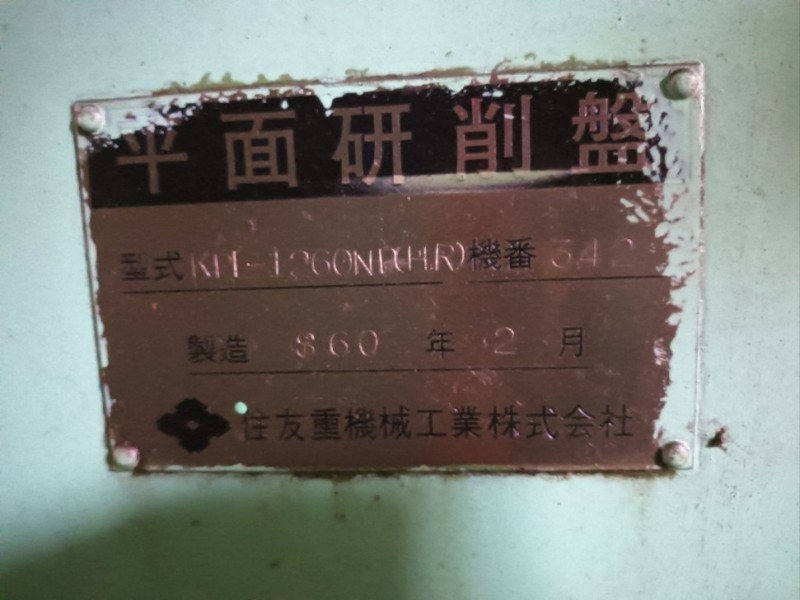 平面研削盤
型式 KIT-1260NP(H.R) 機番 342
製造 S60 年 2 月
住友重機械工業株式会社